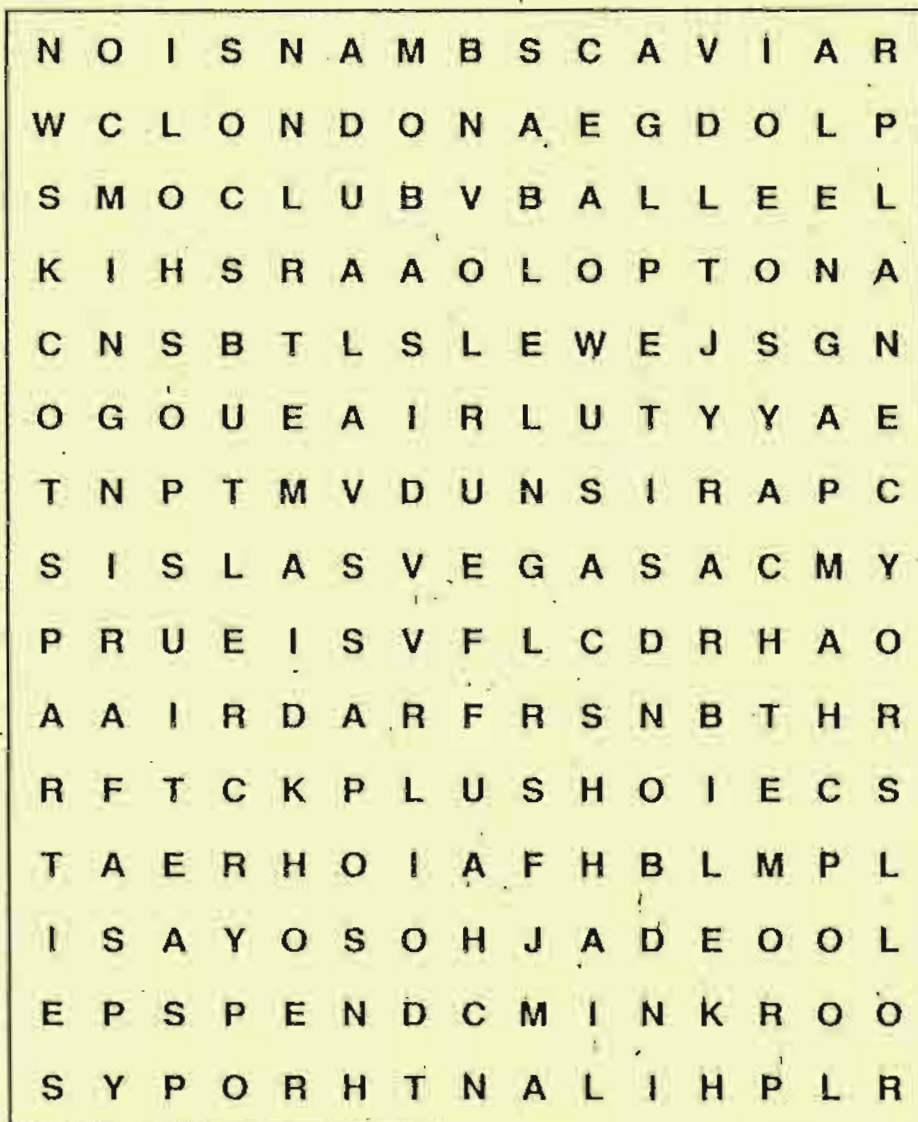 N O I S N A M B S C A V I A R
W C L O N D O N A E G D O L P
S M O C L U B V B A L L E E L
K I H S R A A O L O P T O N A
C N S B T L S L E W E J S G N
O G O U E A I R L U T Y Y A E
T N P T M V D U N S I R A P C
S I S L A S V E G A S A C M Y
P R U E I S V F L C D R H A O
A A I R D A R F R S N B T H R
R F T C K P L U S H O I E C S
T A E R H O I A F H B L M P L
I S A Y O S O H J A D E O O L
E P S P E N D C M I N K R O O
S Y P O R H T N A L I H P L R